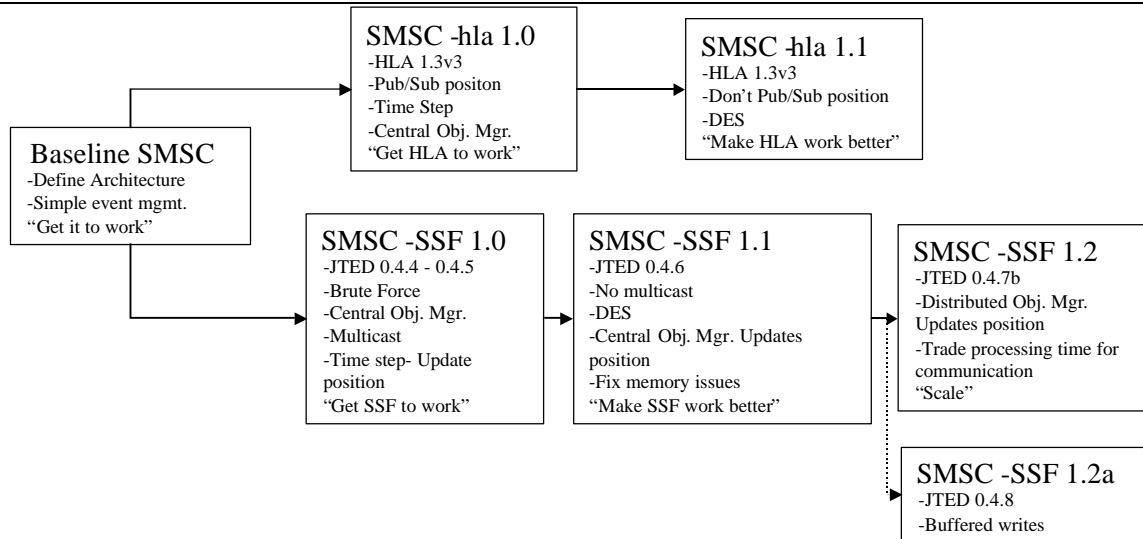 SMSC -hla 1.0
-HLA 1.3v3
-Pub/Sub positon
-Time Step
-Central Obj. Mgr.
“Get HLA to work”
SMSC -hla 1.1
-HLA 1.3v3
-Don’t Pub/Sub position
-DES
“Make HLA work better”
Baseline SMSC
-Define Architecture
-Simple event mgmt.
“Get it to work”
SMSC -SSF 1.0
-JTED 0.4.4 - 0.4.5
-Brute Force
-Central Obj. Mgr.
-Multicast
-Time step- Update
position
“Get SSF to work”
SMSC -SSF 1.1
-JTED 0.4.6
-No multicast
-DES
-Central Obj. Mgr. Updates
position
-Fix memory issues
“Make SSF work better”
SMSC -SSF 1.2
-JTED 0.4.7b
-Distributed Obj. Mgr.
Updates position
-Trade processing time for
communication
“Scale”
SMSC -SSF 1.2a
-JTED 0.4.8
-Buffered writes